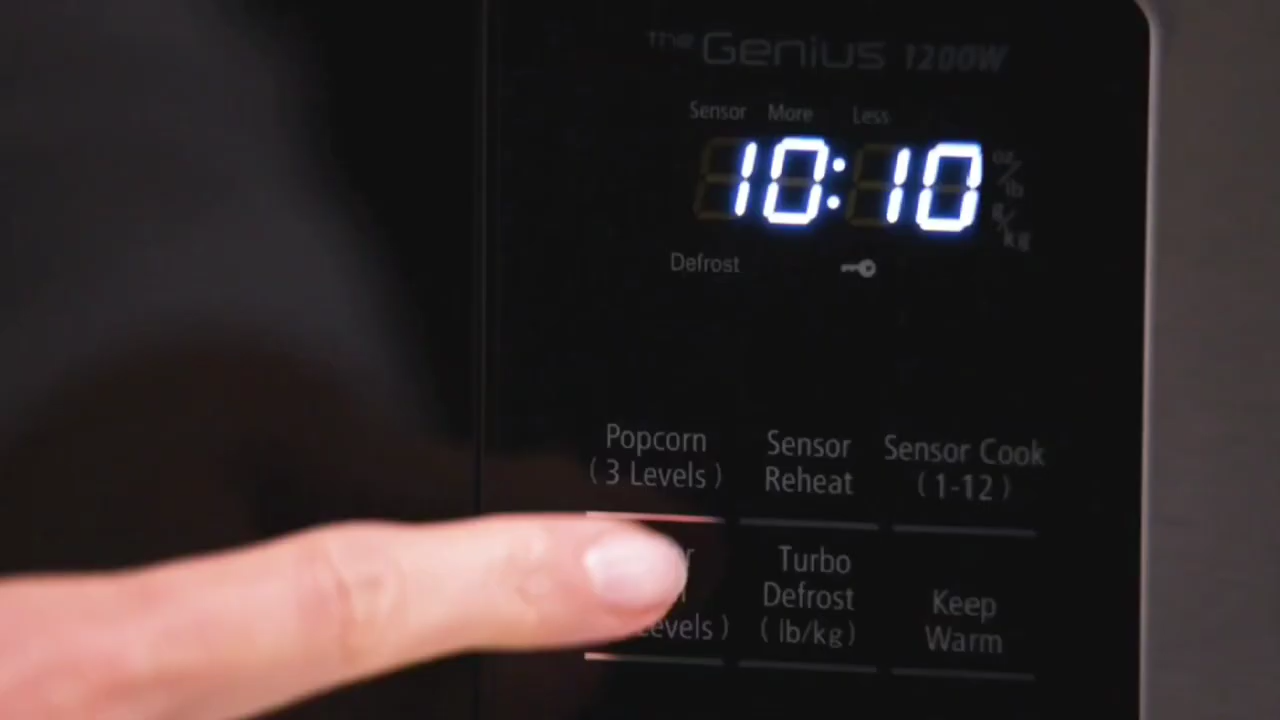 the Genius 1200W
Sensor More Less
10:10
oz/lb
g/kg
Defrost
Popcorn
( 3 Levels )
Sensor
Reheat
Sensor Cook
( 1-12 )
Levels )
Turbo
Defrost
( lb/kg )
Keep
Warm